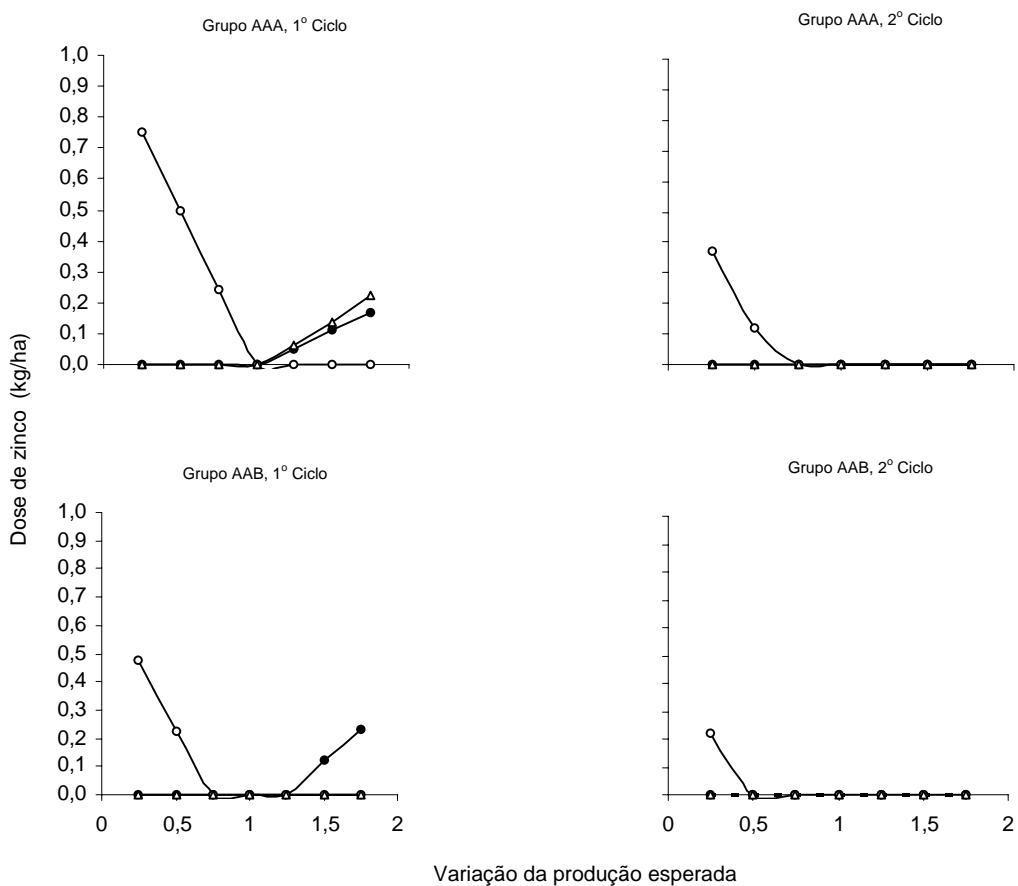 Grupo AAA, 1º Ciclo
Grupo AAA, 2º Ciclo
1,0
0,9
0,8
0,7
0,6
0,5
0,4
0,3
0,2
0,1
0,0
0
Dose de zinco (kg/ha)
Grupo AAB, 1º Ciclo
Grupo AAB, 2º Ciclo
1,0
0,9
0,8
0,7
0,6
0,5
0,4
0,3
0,2
0,1
0,0
0 0,5 1 1,5 2
0 0,5 1 1,5 2
Variação da produção esperada